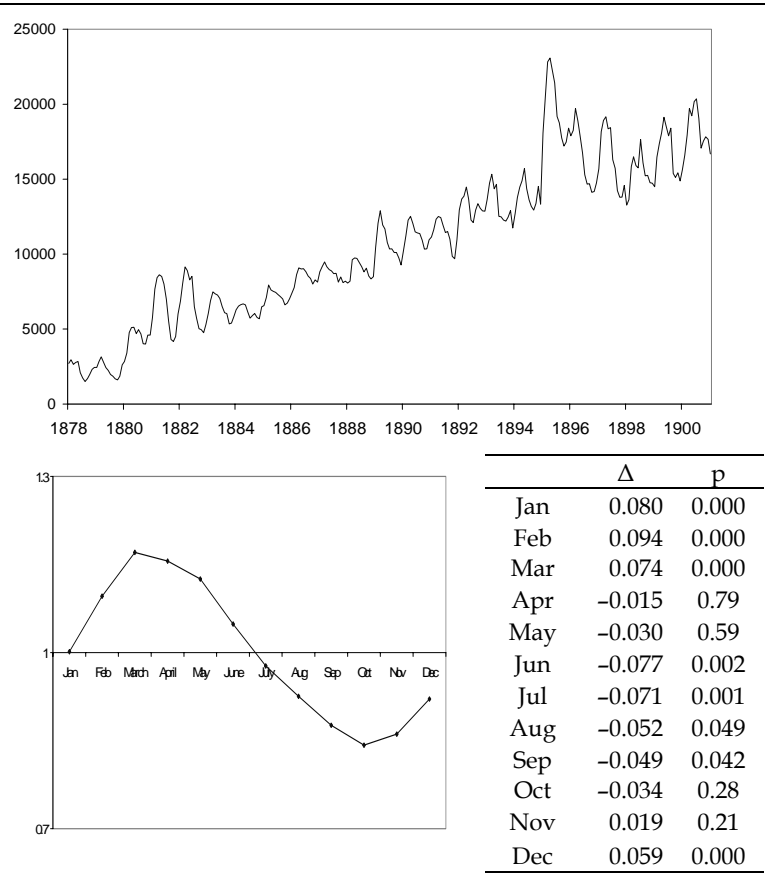 25000
20000
15000
10000
5000
0
1878 1880 1882 1884 1886 1888 1890 1892 1894 1896 1898 1900
1.3
1
Jan Feb March April May June July Aug Sep Oct Nov Dec
0.7
Δ p
Jan 0.080 0.000
Feb 0.094 0.000
Mar 0.074 0.000
Apr –0.015 0.79
May –0.030 0.59
Jun –0.077 0.002
Jul –0.071 0.001
Aug –0.052 0.049
Sep –0.049 0.042
Oct –0.034 0.28
Nov 0.019 0.21
Dec 0.059 0.000